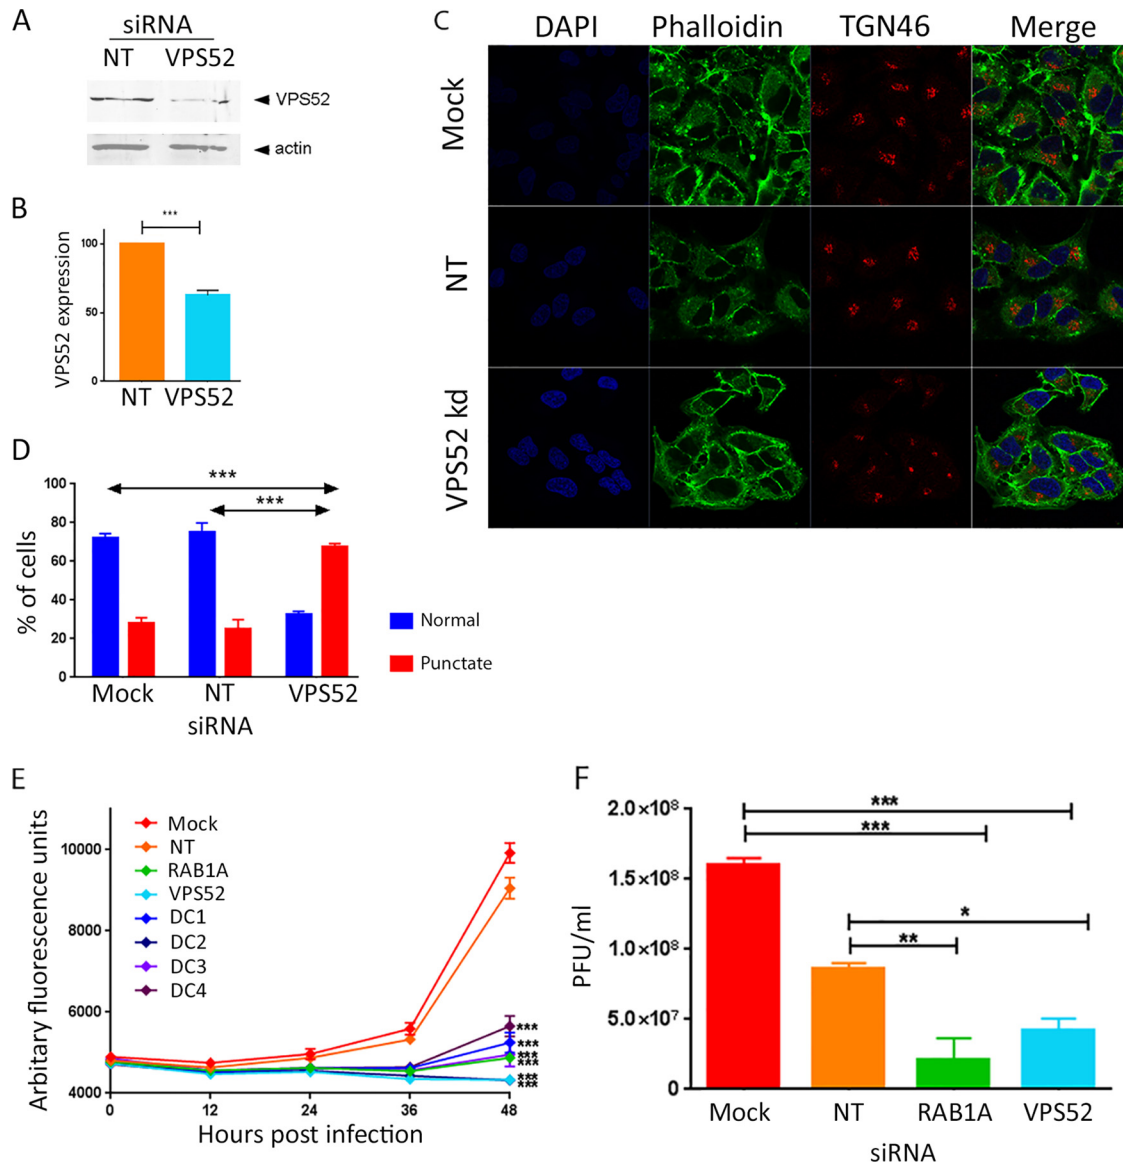 A
siRNA
NT VPS52
VPS52
actin
B
***
VPS52 expression
100
50
0
NT VPS52
C
DAPI Phalloidin TGN46 Merge
Mock
NT
VPS52 kd
D
***
***
% of cells
100
80
60
40
20
0
Mock NT VPS52
siRNA
Normal
Punctate
E
Arbitary fluorescence units
10000
8000
6000
4000
Mock
NT
RAB1A
VPS52
DC1
DC2
DC3
DC4
***
***
***
***
***
***
0 12 24 36 48
Hours post infection
F
PFU/ml
2.0×10⁸
1.5×10⁸
1.0×10⁸
5.0×10⁷
0
***
***
*
**
Mock NT RAB1A VPS52
siRNA